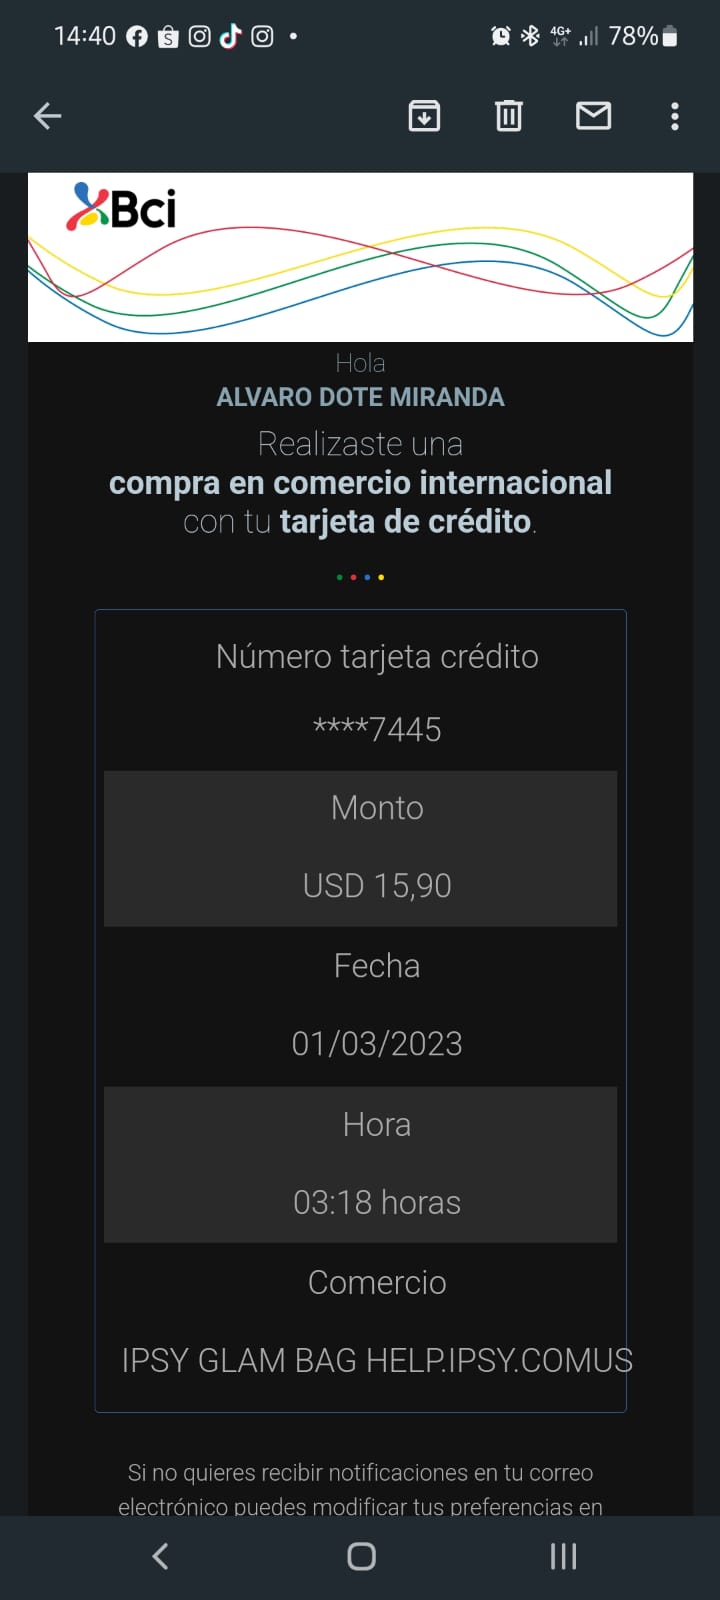 14:40
4G+
78%
Bci
Hola
ALVARO DOTE MIRANDA
Realizaste una
compra en comercio internacional
con tu tarjeta de crédito.
Número tarjeta crédito
****7445
Monto
USD 15,90
Fecha
01/03/2023
Hora
03:18 horas
Comercio
IPSY GLAM BAG HELP.IPSY.COMUS
Si no quieres recibir notificaciones en tu correo
electrónico puedes modificar tus preferencias en